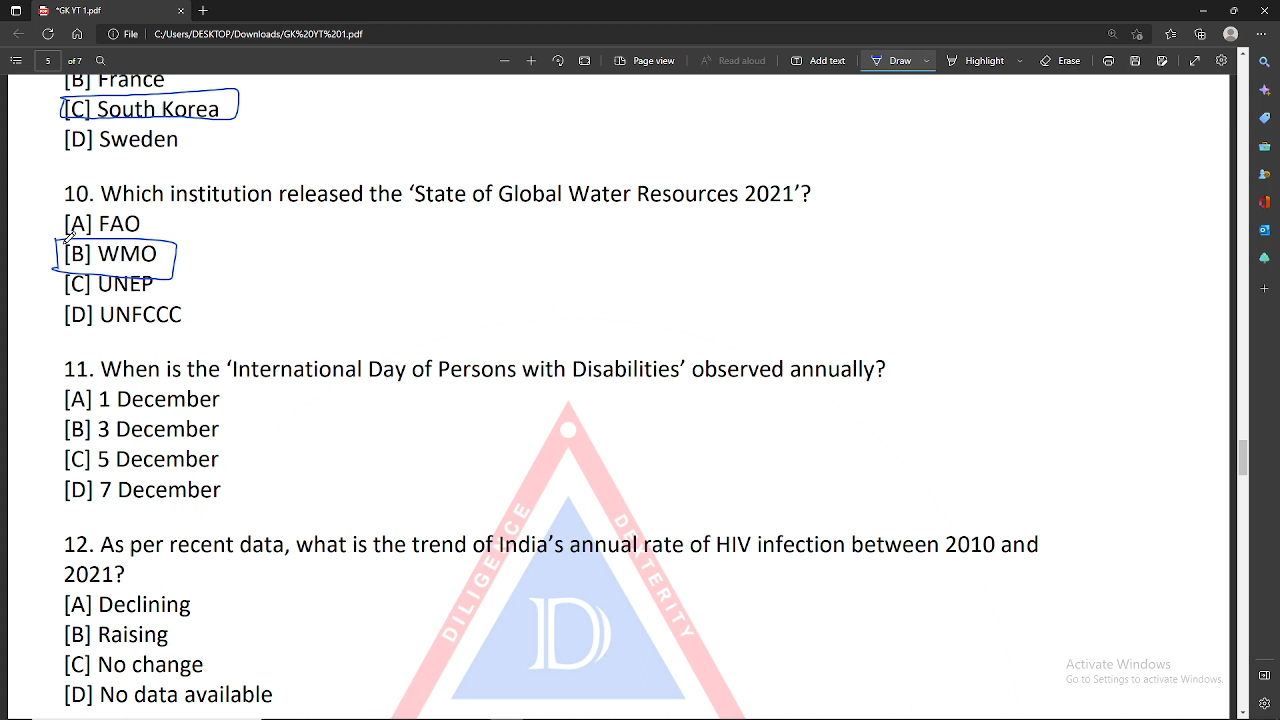 *GK YT 1.pdf
File
C:/Users/DESKTOP/Downloads/GK%20YT%201.pdf
5 of 7
Page view
Read aloud
Add text
Draw
Highlight
Erase
[B] France
[C] South Korea
[D] Sweden
10. Which institution released the ‘State of Global Water Resources 2021’?
[A] FAO
[B] WMO
[C] UNEP
[D] UNFCCC
11. When is the ‘International Day of Persons with Disabilities’ observed annually?
[A] 1 December
[B] 3 December
[C] 5 December
[D] 7 December
12. As per recent data, what is the trend of India’s annual rate of HIV infection between 2010 and
2021?
[A] Declining
[B] Raising
[C] No change
[D] No data available
DILIGENCE
DEXTERITY
D
Activate Windows
Go to Settings to activate Windows.